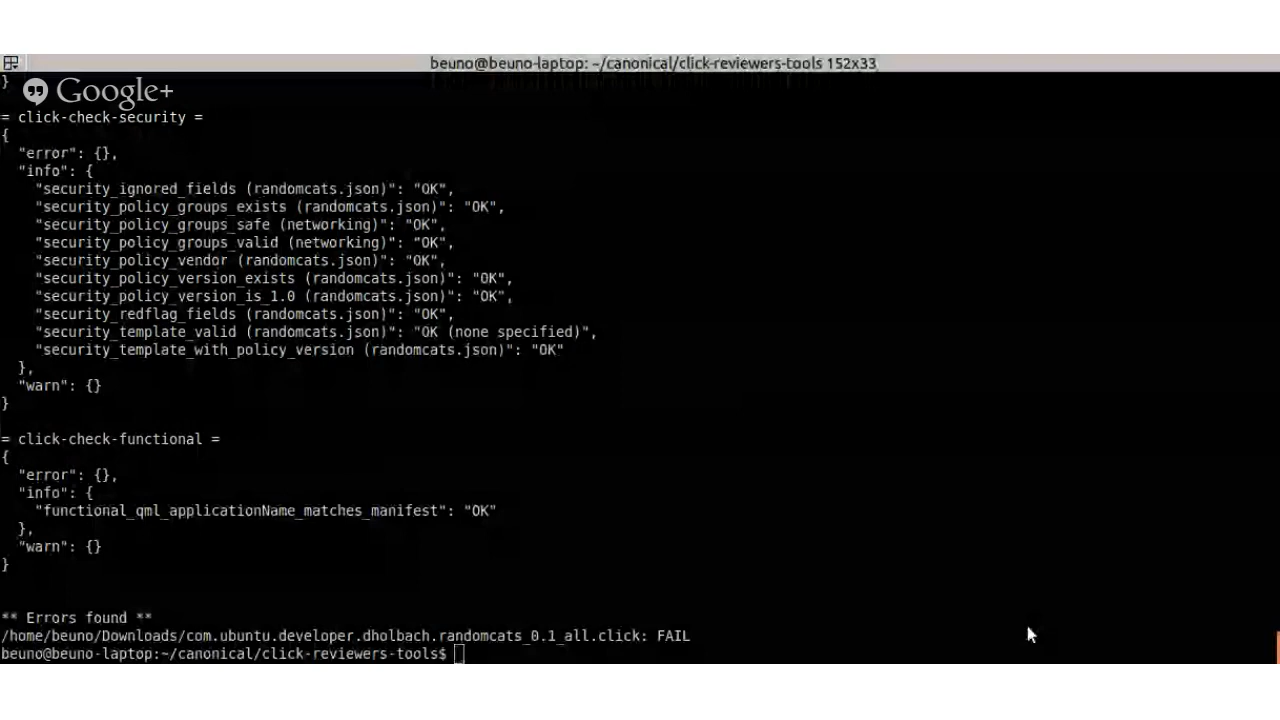 beuno@beuno-laptop: ~/canonical/click-reviewers-tools 152x33
}
Google+
= click-check-security =
{
  "error": {},
  "info": {
    "security_ignored_fields (randomcats.json)": "OK",
    "security_policy_groups_exists (randomcats.json)": "OK",
    "security_policy_groups_safe (networking)": "OK",
    "security_policy_groups_valid (networking)": "OK",
    "security_policy_vendor (randomcats.json)": "OK",
    "security_policy_version_exists (randomcats.json)": "OK",
    "security_policy_version_is_1.0 (randomcats.json)": "OK",
    "security_redflag_fields (randomcats.json)": "OK",
    "security_template_valid (randomcats.json)": "OK (none specified)",
    "security_template_with_policy_version (randomcats.json)": "OK"
  },
  "warn": {}
}
= click-check-functional =
{
  "error": {},
  "info": {
    "functional_qml_applicationName_matches_manifest": "OK"
  },
  "warn": {}
}
** Errors found **
/home/beuno/Downloads/com.ubuntu.developer.dholbach.randomcats_0.1_all.click: FAIL
beuno@beuno-laptop:~/canonical/click-reviewers-tools$